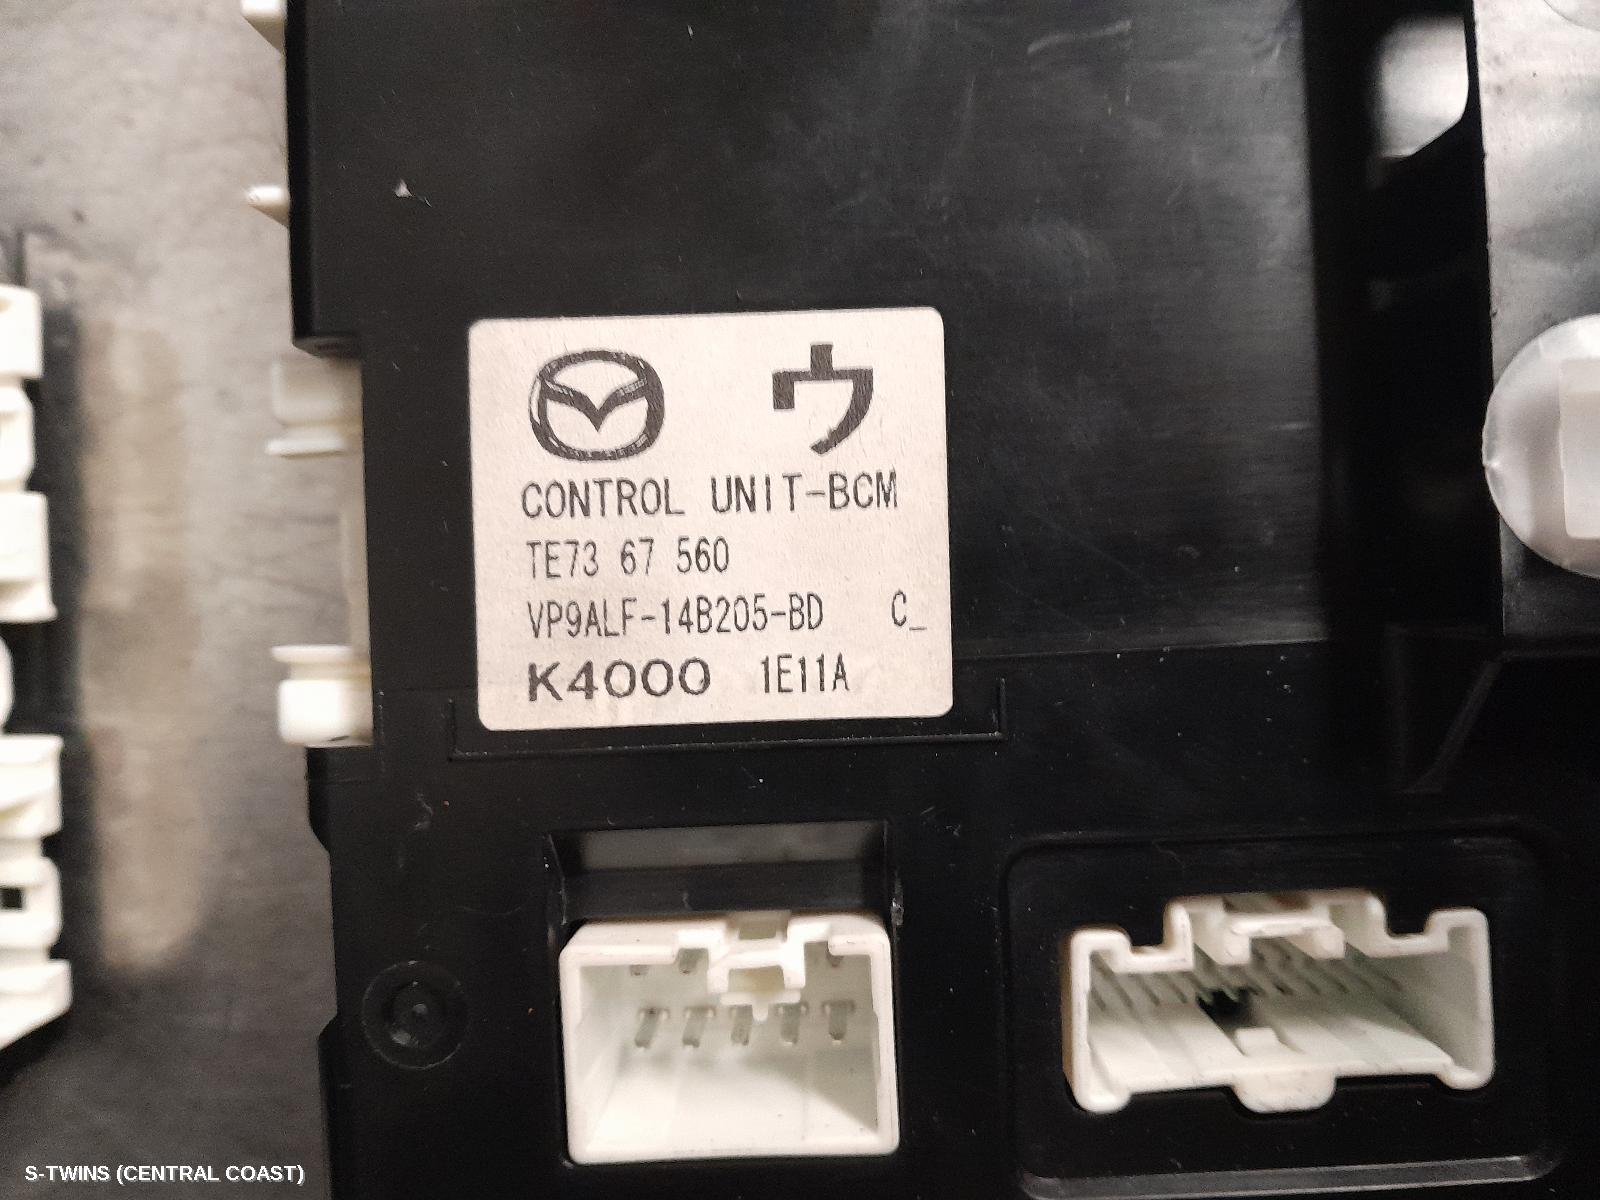 ウ
CONTROL UNIT-BCM
TE73 67 560
VP9ALF-14B205-BD C_
K4000 1E11A
S-TWINS (CENTRAL COAST)